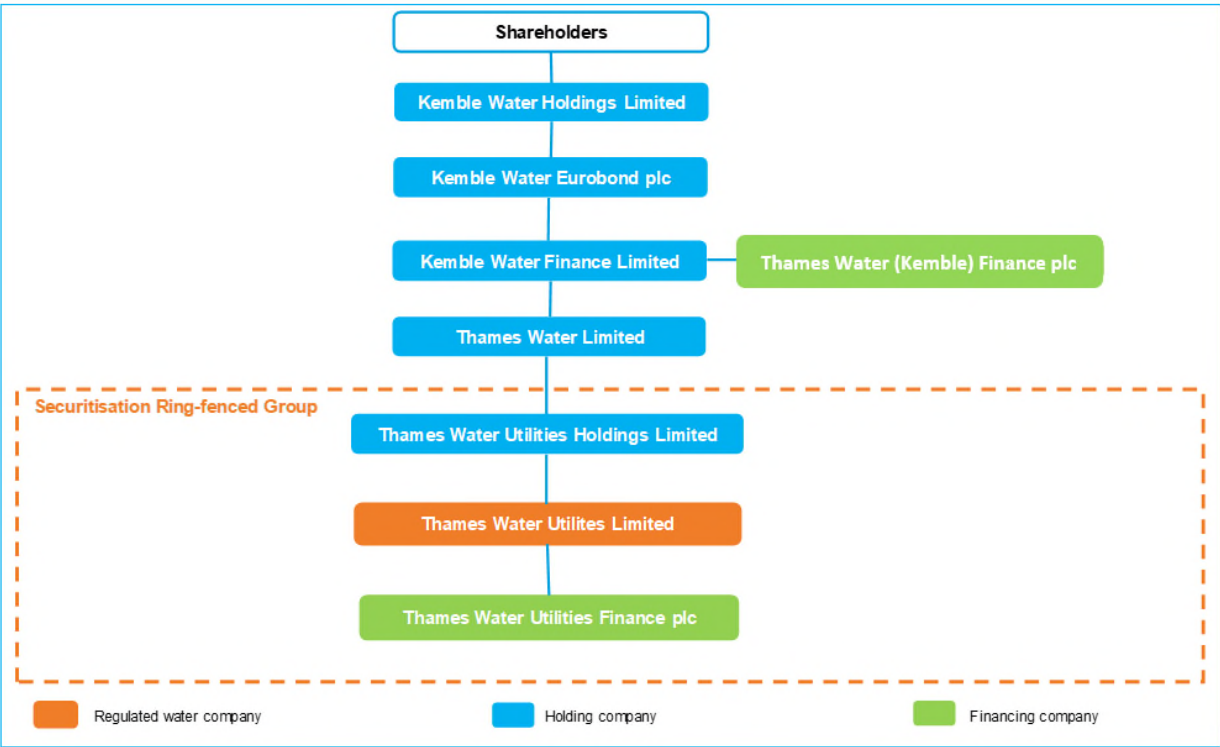 Shareholders
Kemble Water Holdings Limited
Kemble Water Eurobond plc
Kemble Water Finance Limited
Thames Water (Kemble) Finance plc
Thames Water Limited
Securitisation Ring-fenced Group
Thames Water Utilities Holdings Limited
Thames Water Utilites Limited
Thames Water Utilities Finance plc
Regulated water company
Holding company
Financing company